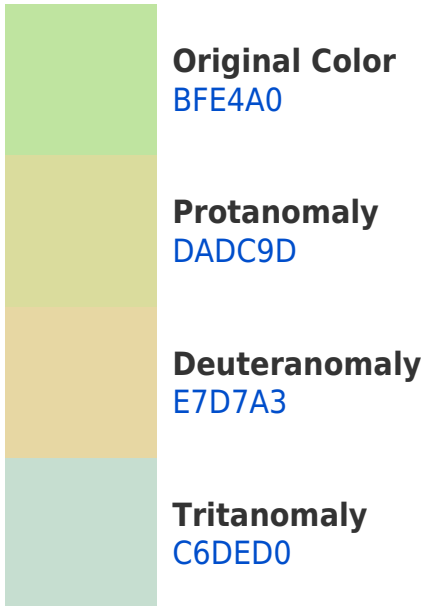 Original Color
BFE4A0
Protanomaly
DADC9D
Deuteranomaly
E7D7A3
Tritanomaly
C6DED0